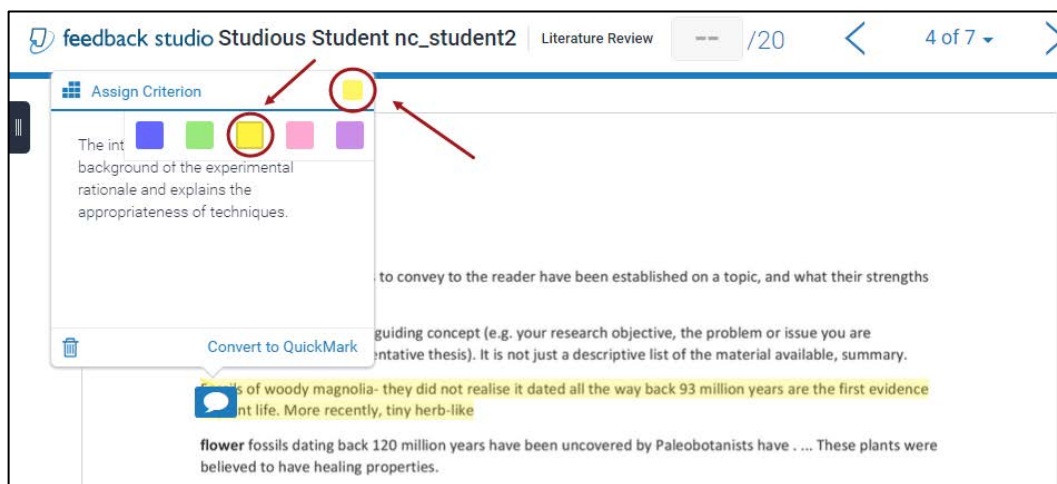 feedback studio Studious Student nc_student2 Literature Review -- /20 4 of 7
Assign Criterion
The int
background of the experimental
rationale and explains the
appropriateness of techniques.
to convey to the reader have been established on a topic, and what their strengths
guiding concept (e.g. your research objective, the problem or issue you are
entative thesis). It is not just a descriptive list of the material available, summary.
Convert to QuickMark
of woody magnolia- they did not realise it dated all the way back 93 million years are the first evidence
nt life. More recently, tiny herb-like
flower fossils dating back 120 million years have been uncovered by Paleobotanists have . ... These plants were
believed to have healing properties.